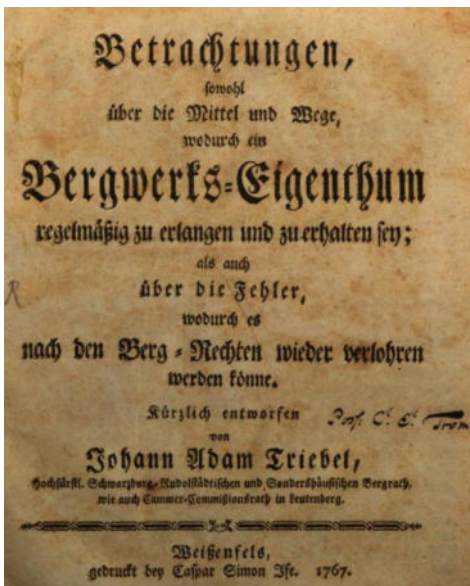 Betrachtungen,
sowohl
über die Mittel und Wege,
wodurch ein
Bergwerks-Eigenthum
regelmäßig zu erlangen und zu erhalten sey;
als auch
über die Fehler,
wodurch es
nach den Berg-Rechten wieder verlohren
werden könne.
Kürzlich entworfen
von
Johann Adam Triebel,
Hochfürstl. Schwarzburg-Rudolstädtischen und Sondershäusischen Bergrath,
wie auch Cammer-Commißionsrath in Leutenberg.
Weißenfels,
gedruckt bey Caspar Simon Ife. 1767.